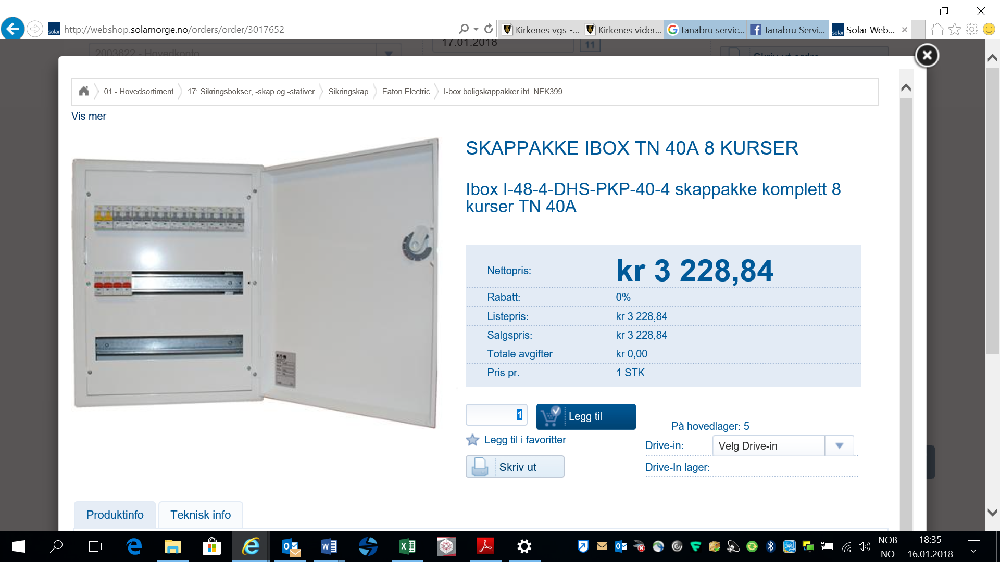 http://webshop.solarnorge.no/orders/order/3017652
Kirkenes vgs -...
Kirkenes vider...
tanabru servic...
Tanabru Servi...
Solar Web...
2003622 - Hovedkonto
17.01.2018
11
Skriv ut ordre
01 - Hovedsortiment
17: Sikringsbokser, -skap og -stativer
Sikringskap
Eaton Electric
I-box boligskappakker iht. NEK399
Vis mer
SKAPPAKKE IBOX TN 40A 8 KURSER
Ibox I-48-4-DHS-PKP-40-4 skappakke komplett 8
kurser TN 40A
Nettopris: kr 3 228,84
Rabatt: 0%
Listepris: kr 3 228,84
Salgspris: kr 3 228,84
Totale avgifter kr 0,00
Pris pr. 1 STK
1
Legg til
På hovedlager: 5
Legg til i favoritter
Drive-in: Velg Drive-in
Skriv ut
Drive-In lager:
Produktinfo
Teknisk info
NOB
NO
18:35
16.01.2018